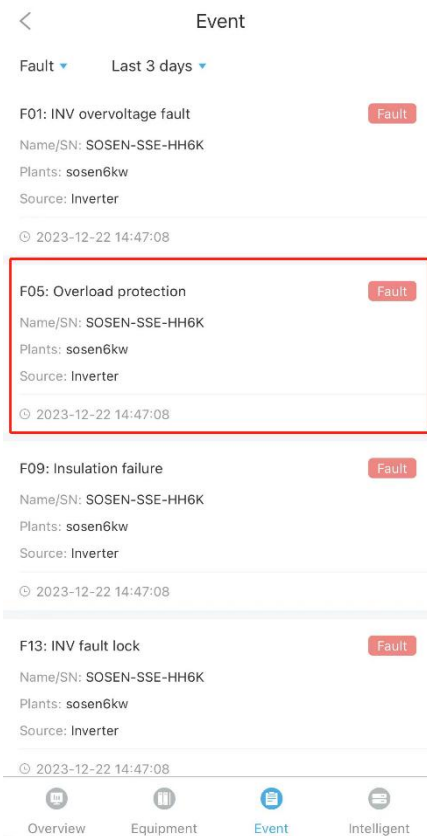 Event
Fault Last 3 days
F01: INV overvoltage fault Fault
Name/SN: SOSEN-SSE-HH6K
Plants: sosen6kw
Source: Inverter
2023-12-22 14:47:08
F05: Overload protection Fault
Name/SN: SOSEN-SSE-HH6K
Plants: sosen6kw
Source: Inverter
2023-12-22 14:47:08
F09: Insulation failure Fault
Name/SN: SOSEN-SSE-HH6K
Plants: sosen6kw
Source: Inverter
2023-12-22 14:47:08
F13: INV fault lock Fault
Name/SN: SOSEN-SSE-HH6K
Plants: sosen6kw
Source: Inverter
2023-12-22 14:47:08
Overview Equipment Event Intelligent